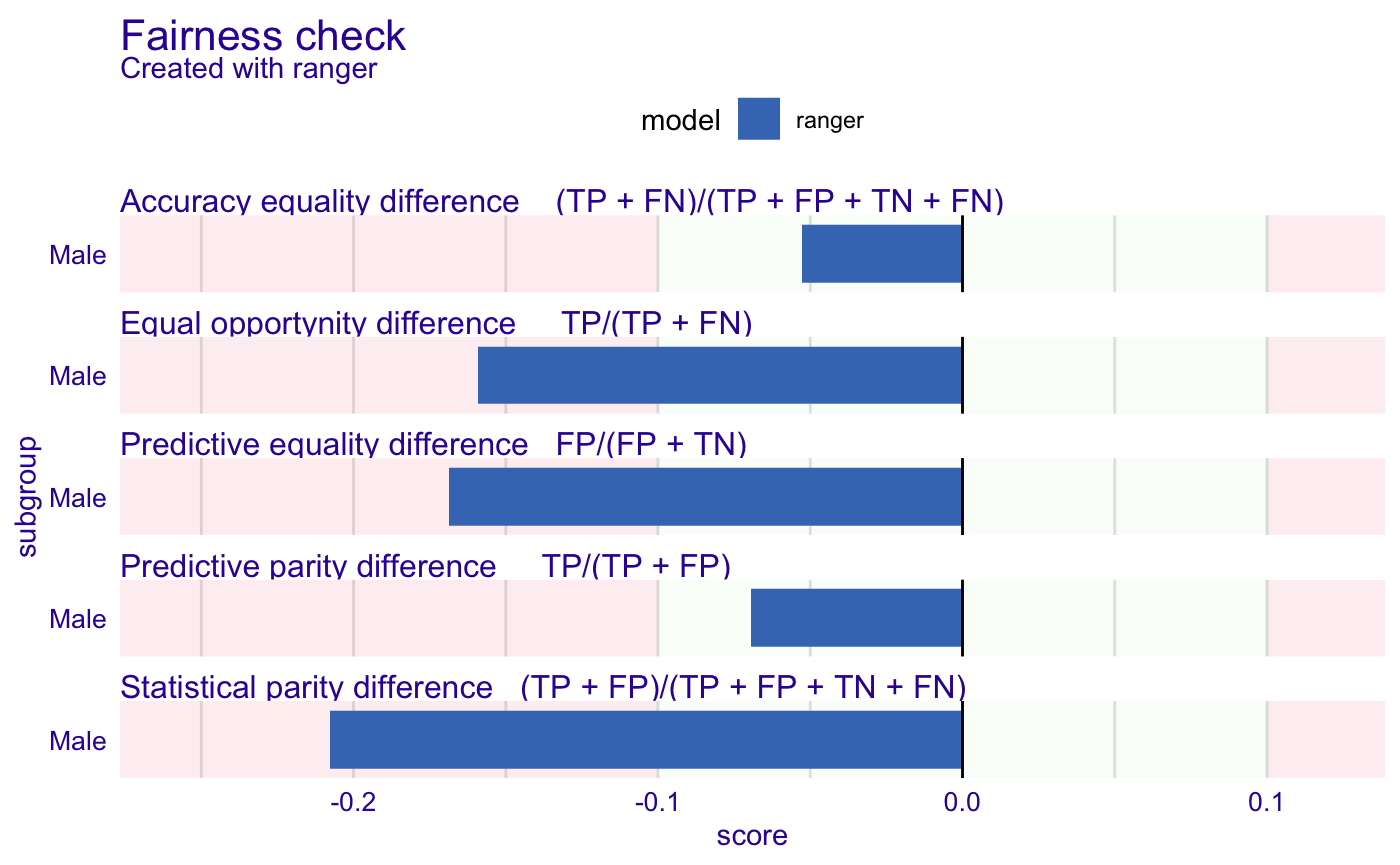 Fairness check
Created with ranger
model ranger
Accuracy equality difference (TP + FN)/(TP + FP + TN + FN)
Male
Equal opportynity difference TP/(TP + FN)
Male
Predictive equality difference FP/(FP + TN)
subgroup
Male
Predictive parity difference TP/(TP + FP)
Male
Statistical parity difference (TP + FP)/(TP + FP + TN + FN)
Male
-0.2 -0.1 0.0 0.1
score